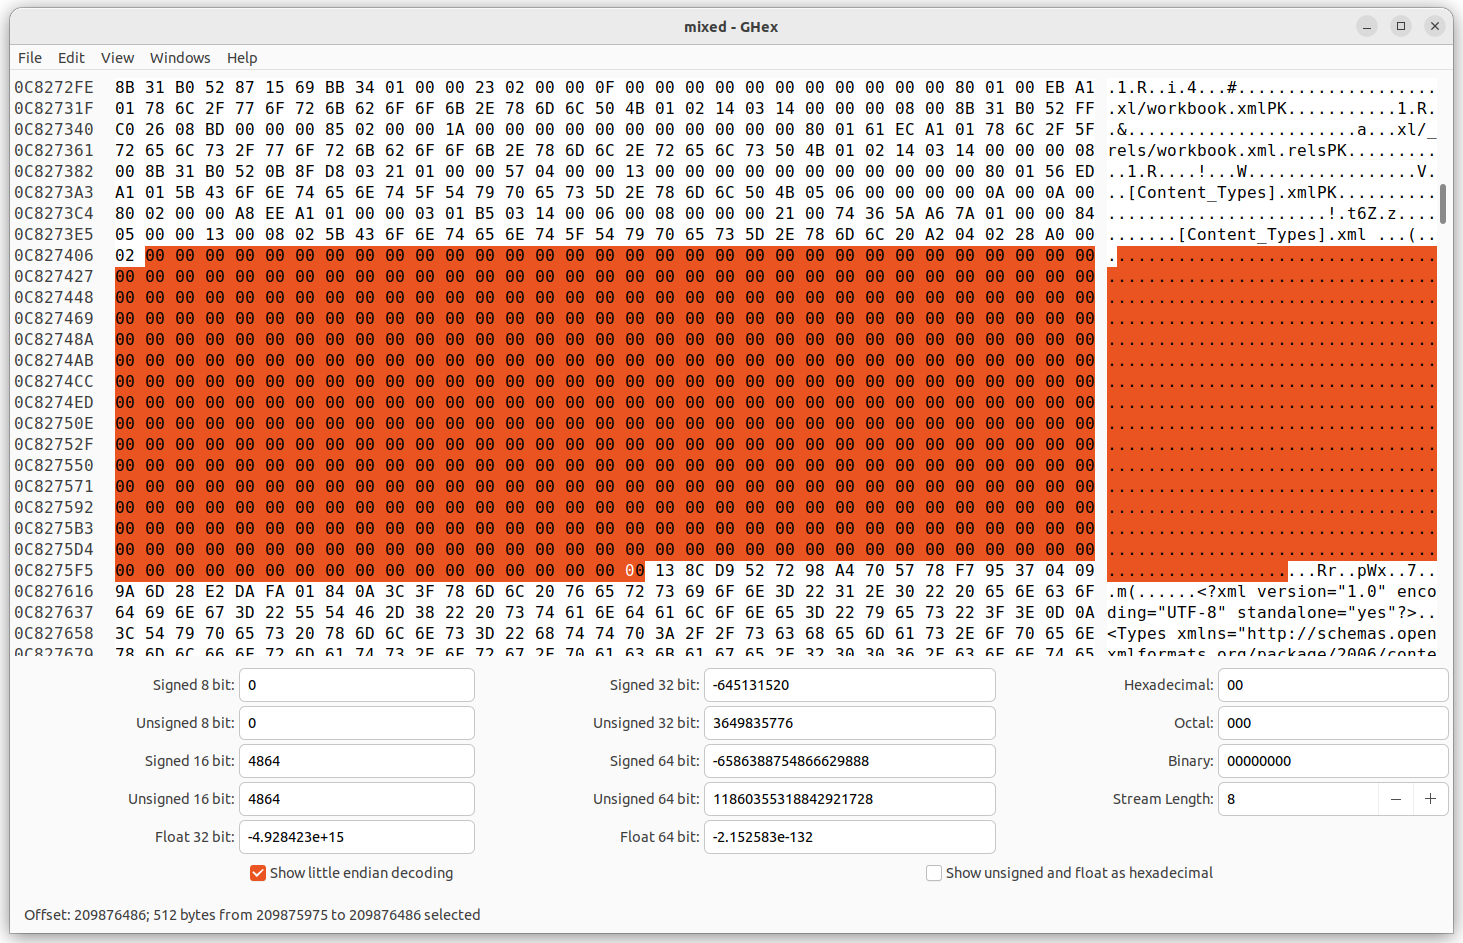 mixed - GHex
File Edit View Windows Help
0C8272FE 8B 31 B0 52 87 15 69 BB 34 01 00 00 23 02 00 00 0F 00 00 00 00 00 00 00 00 00 00 00 80 01 00 EB A1 .1.R..i.4...#....................
0C82731F 01 78 6C 2F 77 6F 72 6B 62 6F 6F 6B 2E 78 6D 6C 50 4B 01 02 14 03 14 00 00 00 08 00 8B 31 B0 52 FF .xl/workbook.xmlPK...........1.R.
0C827340 C0 26 08 BD 00 00 00 85 02 00 00 1A 00 00 00 00 00 00 00 00 00 00 00 80 01 61 EC A1 01 78 6C 2F 5F .&.......................a...xl/_
0C827361 72 65 6C 73 2F 77 6F 72 6B 62 6F 6F 6B 2E 78 6D 6C 2E 72 65 6C 73 50 4B 01 02 14 03 14 00 00 00 08 rels/workbook.xml.relsPK.........
0C827382 00 8B 31 B0 52 0B 8F D8 03 21 01 00 00 57 04 00 00 13 00 00 00 00 00 00 00 00 00 00 00 80 01 56 ED ..1.R....!...W.................V.
0C8273A3 A1 01 5B 43 6F 6E 74 65 6E 74 5F 54 79 70 65 73 5D 2E 78 6D 6C 50 4B 05 06 00 00 00 00 0A 00 0A 00 ..[Content_Types].xmlPK..........
0C8273C4 80 02 00 00 A8 EE A1 01 00 00 03 01 B5 03 14 00 06 00 08 00 00 00 21 00 74 36 5A A6 7A 01 00 00 84 ......................!.t6Z.z....
0C8273E5 05 00 00 13 00 08 02 5B 43 6F 6E 74 65 6E 74 5F 54 79 70 65 73 5D 2E 78 6D 6C 20 A2 04 02 28 A0 00 .......[Content_Types].xml ...(..
0C827406 02 00 00 00 00 00 00 00 00 00 00 00 00 00 00 00 00 00 00 00 00 00 00 00 00 00 00 00 00 00 00 00 00 .................................
0C827427 00 00 00 00 00 00 00 00 00 00 00 00 00 00 00 00 00 00 00 00 00 00 00 00 00 00 00 00 00 00 00 00 00 .................................
0C827448 00 00 00 00 00 00 00 00 00 00 00 00 00 00 00 00 00 00 00 00 00 00 00 00 00 00 00 00 00 00 00 00 00 .................................
0C827469 00 00 00 00 00 00 00 00 00 00 00 00 00 00 00 00 00 00 00 00 00 00 00 00 00 00 00 00 00 00 00 00 00 .................................
0C82748A 00 00 00 00 00 00 00 00 00 00 00 00 00 00 00 00 00 00 00 00 00 00 00 00 00 00 00 00 00 00 00 00 00 .................................
0C8274AB 00 00 00 00 00 00 00 00 00 00 00 00 00 00 00 00 00 00 00 00 00 00 00 00 00 00 00 00 00 00 00 00 00 .................................
0C8274CC 00 00 00 00 00 00 00 00 00 00 00 00 00 00 00 00 00 00 00 00 00 00 00 00 00 00 00 00 00 00 00 00 00 .................................
0C8274ED 00 00 00 00 00 00 00 00 00 00 00 00 00 00 00 00 00 00 00 00 00 00 00 00 00 00 00 00 00 00 00 00 00 .................................
0C82750E 00 00 00 00 00 00 00 00 00 00 00 00 00 00 00 00 00 00 00 00 00 00 00 00 00 00 00 00 00 00 00 00 00 .................................
0C82752F 00 00 00 00 00 00 00 00 00 00 00 00 00 00 00 00 00 00 00 00 00 00 00 00 00 00 00 00 00 00 00 00 00 .................................
0C827550 00 00 00 00 00 00 00 00 00 00 00 00 00 00 00 00 00 00 00 00 00 00 00 00 00 00 00 00 00 00 00 00 00 .................................
0C827571 00 00 00 00 00 00 00 00 00 00 00 00 00 00 00 00 00 00 00 00 00 00 00 00 00 00 00 00 00 00 00 00 00 .................................
0C827592 00 00 00 00 00 00 00 00 00 00 00 00 00 00 00 00 00 00 00 00 00 00 00 00 00 00 00 00 00 00 00 00 00 .................................
0C8275B3 00 00 00 00 00 00 00 00 00 00 00 00 00 00 00 00 00 00 00 00 00 00 00 00 00 00 00 00 00 00 00 00 00 .................................
0C8275D4 00 00 00 00 00 00 00 00 00 00 00 00 00 00 00 00 00 00 00 00 00 00 00 00 00 00 00 00 00 00 00 00 00 .................................
0C8275F5 00 00 00 00 00 00 00 00 00 00 00 00 00 00 00 00 00 00 13 8C D9 52 72 98 A4 70 57 78 F7 95 37 04 09 .....................Rr..pWx..7..
0C827616 9A 6D 28 E2 DA FA 01 84 0A 3C 3F 78 6D 6C 20 76 65 72 73 69 6F 6E 3D 22 31 2E 30 22 20 65 6E 63 6F .m(......<?xml version="1.0" enco
0C827637 64 69 6E 67 3D 22 55 54 46 2D 38 22 20 73 74 61 6E 64 61 6C 6F 6E 65 3D 22 79 65 73 22 3F 3E 0D 0A ding="UTF-8" standalone="yes"?>..
0C827658 3C 54 79 70 65 73 20 78 6D 6C 6E 73 3D 22 68 74 74 70 3A 2F 2F 73 63 68 65 6D 61 73 2E 6F 70 65 6E <Types xmlns="http://schemas.open
0C827679 78 6D 6C 66 6F 72 6D 61 74 73 2E 6F 72 67 2F 70 61 63 6B 61 67 65 2F 32 30 30 36 2F 63 6F 6E 74 65 xmlformats.org/package/2006/conte
Signed 8 bit: 0 Signed 32 bit: -645131520 Hexadecimal: 00
Unsigned 8 bit: 0 Unsigned 32 bit: 3649835776 Octal: 000
Signed 16 bit: 4864 Signed 64 bit: -6586388754866629888 Binary: 00000000
Unsigned 16 bit: 4864 Unsigned 64 bit: 11860355318842921728 Stream Length: 8
Float 32 bit: -4.928423e+15 Float 64 bit: -2.152583e-132
Show little endian decoding Show unsigned and float as hexadecimal
Offset: 209876486; 512 bytes from 209875975 to 209876486 selected